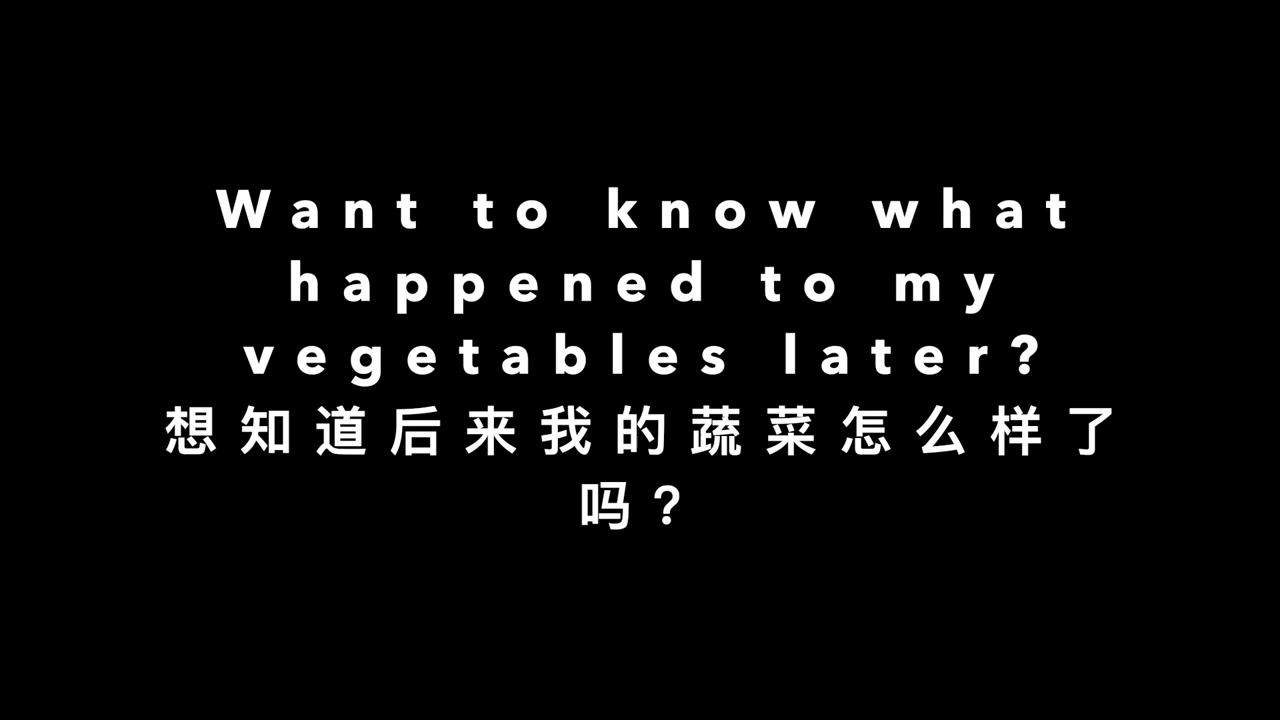 Want to know what
happened to my
vegetables later?
想知道后来我的蔬菜怎么样了
吗？